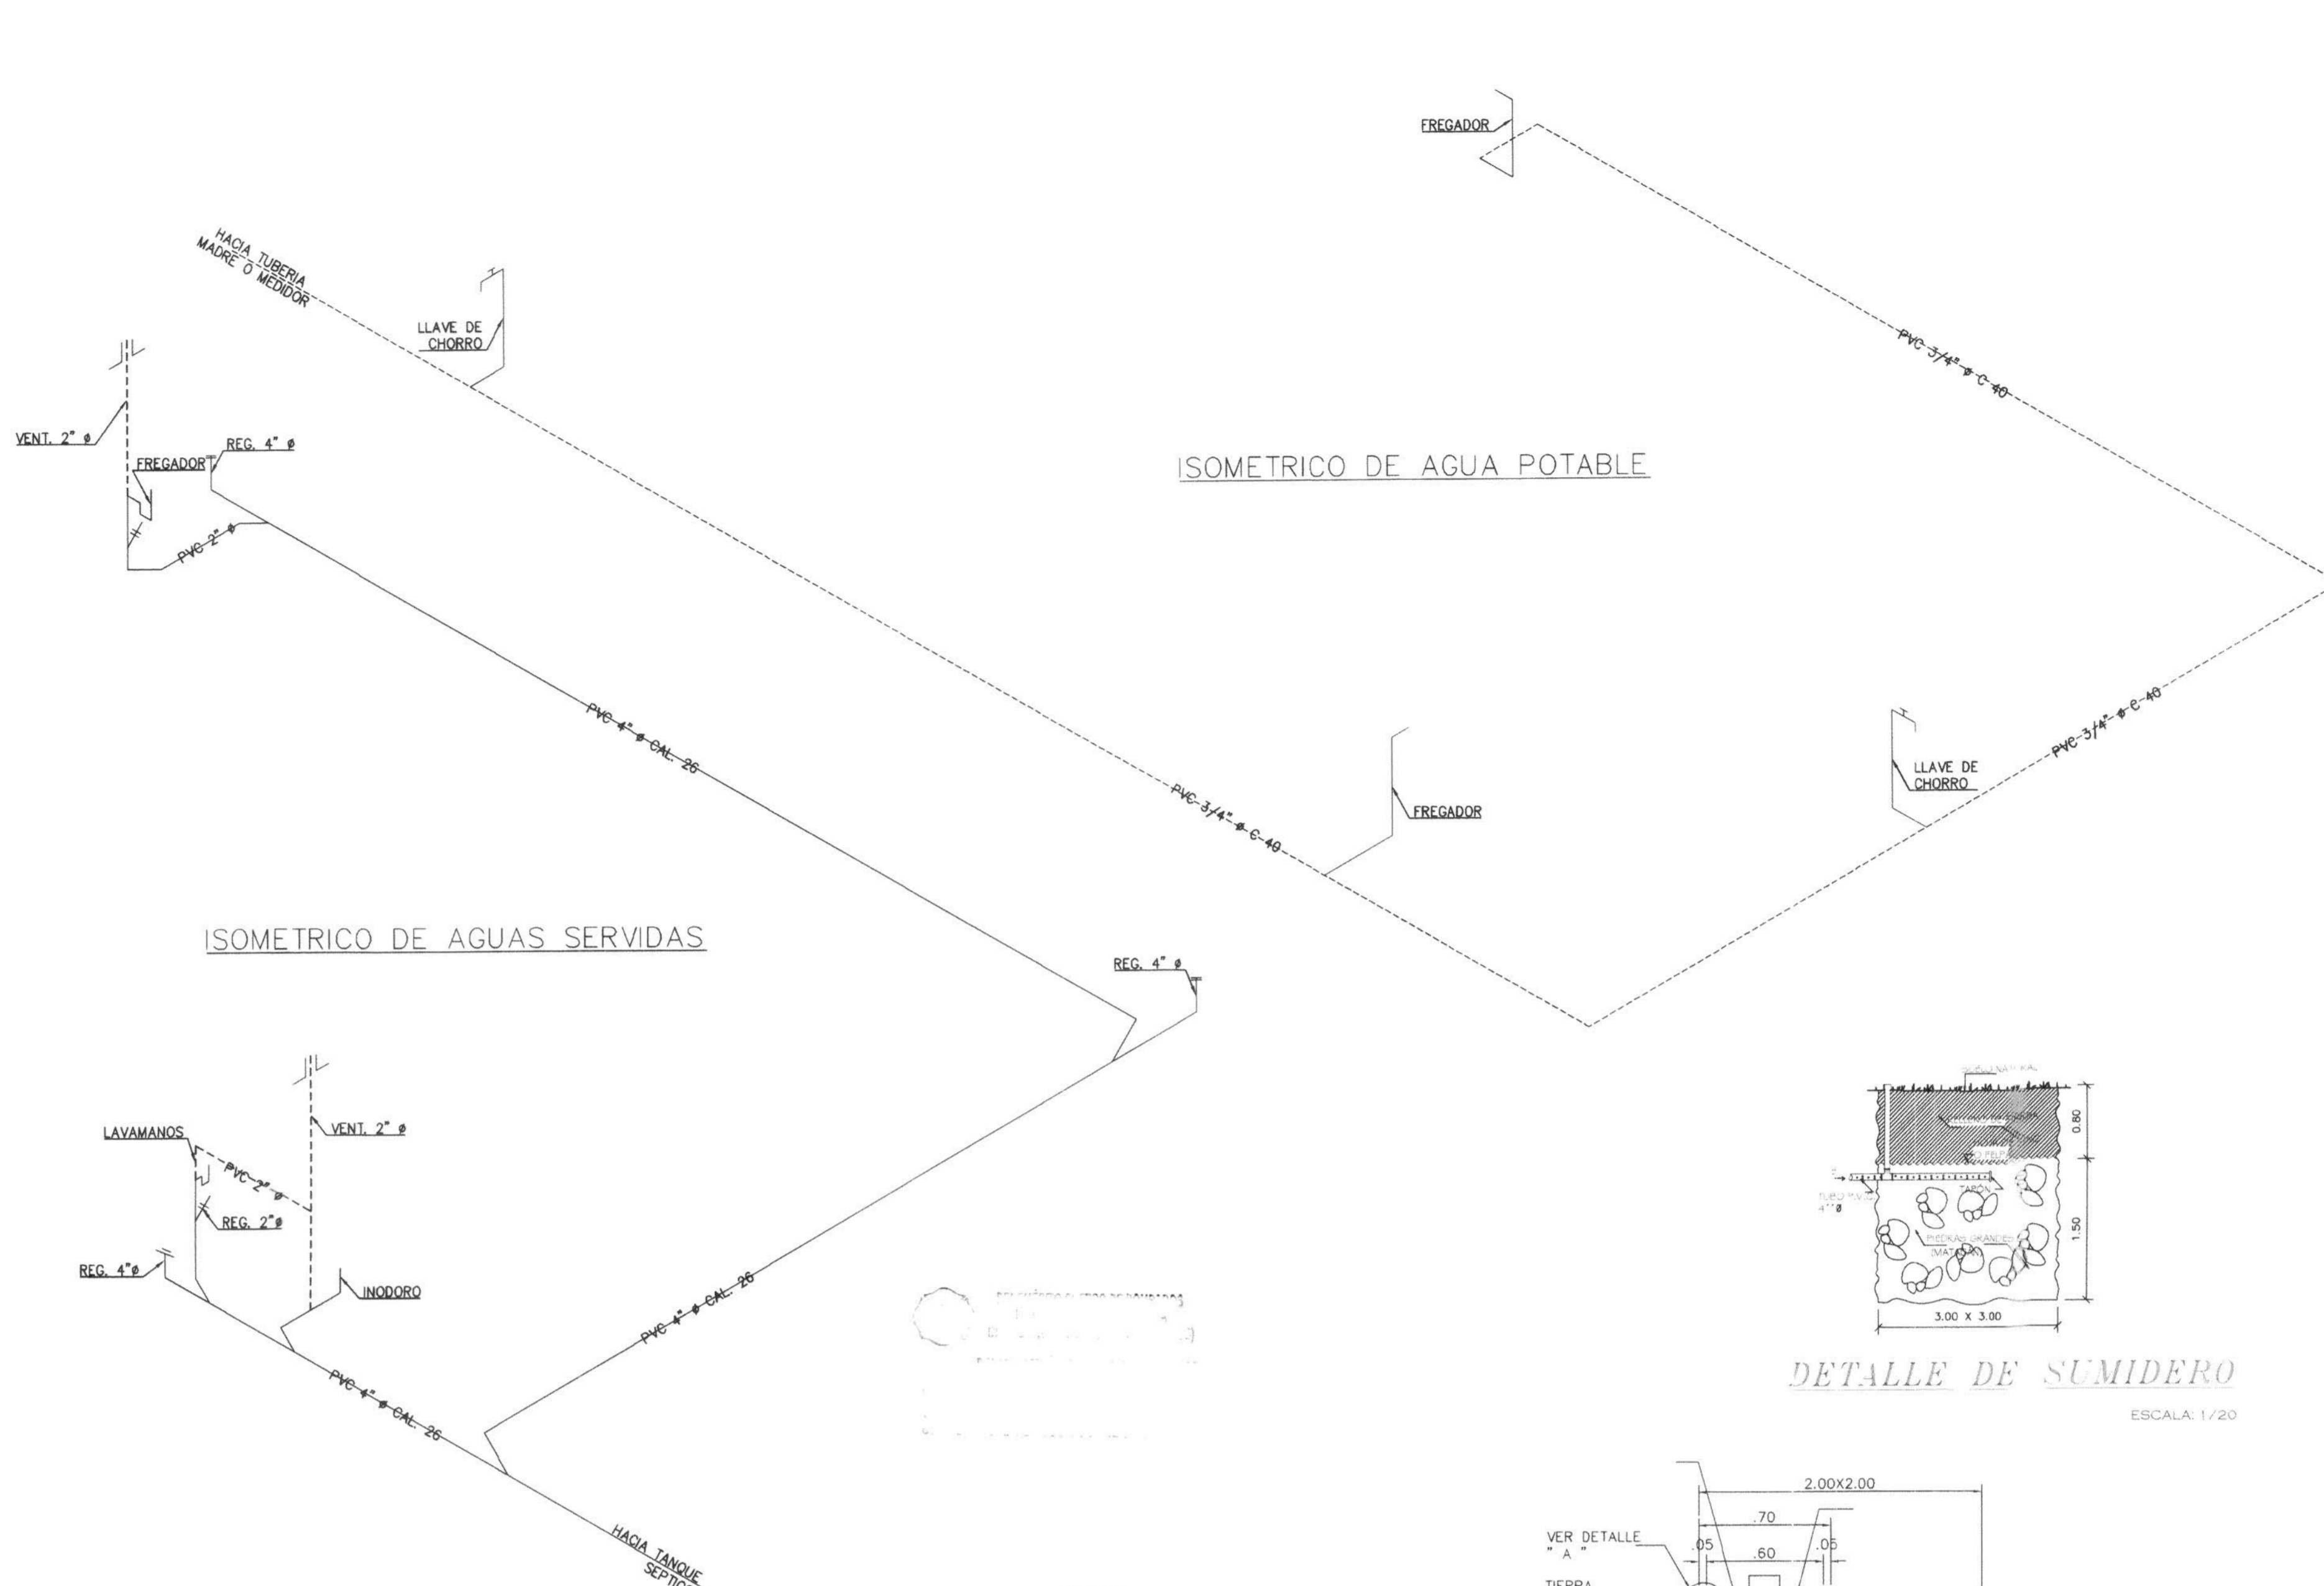 FREGADOR
HACIA TUBERIA
MADRE O MEDIDOR
LLAVE DE
CHORRO
PVC 3/4" ø C 40
VENT. 2" ø
REG. 4" ø
FREGADOR
ISOMETRICO DE AGUA POTABLE
PVC 2" ø
PVC 4" ø CAL. 26
PVC 3/4" ø C 40
LLAVE DE
CHORRO
PVC 3/4" ø C 40
FREGADOR
ISOMETRICO DE AGUAS SERVIDAS
REG. 4" ø
LAVAMANOS
VENT. 2" ø
PVC 2" ø
REG. 2"ø
REG. 4"ø
INODORO
PVC 4" ø CAL. 26
PVC 4" ø CAL. 26
HACIA TANQUE
0.80
TAPON
4"ø
PIEDRAS GRANDES
(MATACAN)
1.50
3.00 X 3.00
DETALLE DE SUMIDERO
ESCALA: 1/20
2.00X2.00
.70
VER DETALLE
" A "
.05
.60
.05
TIERRA